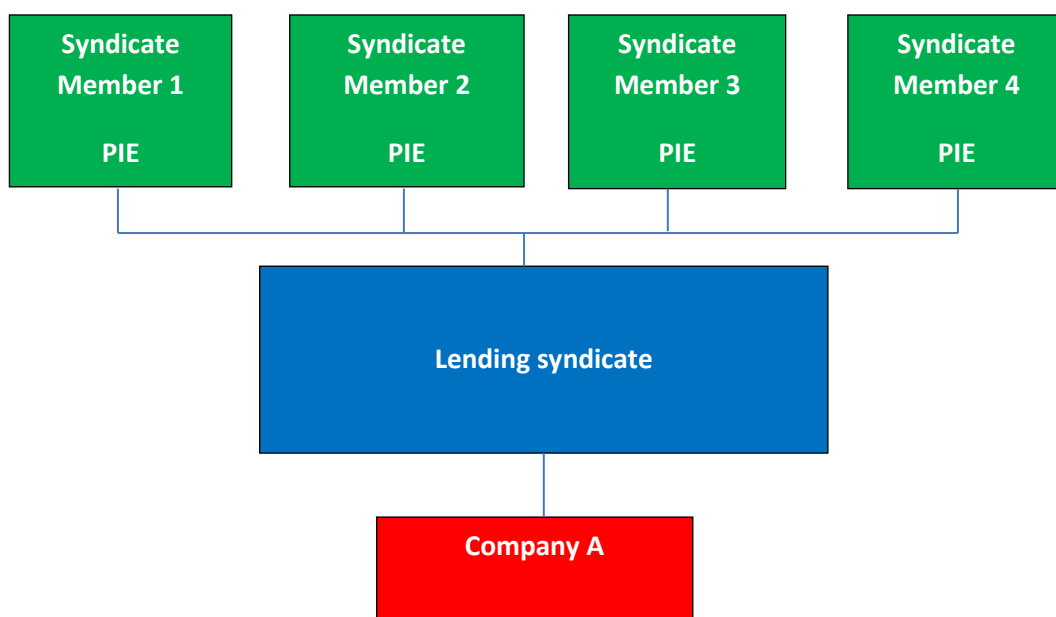 Syndicate
Member 1
PIE
Syndicate
Member 2
PIE
Syndicate
Member 3
PIE
Syndicate
Member 4
PIE
Lending syndicate
Company A